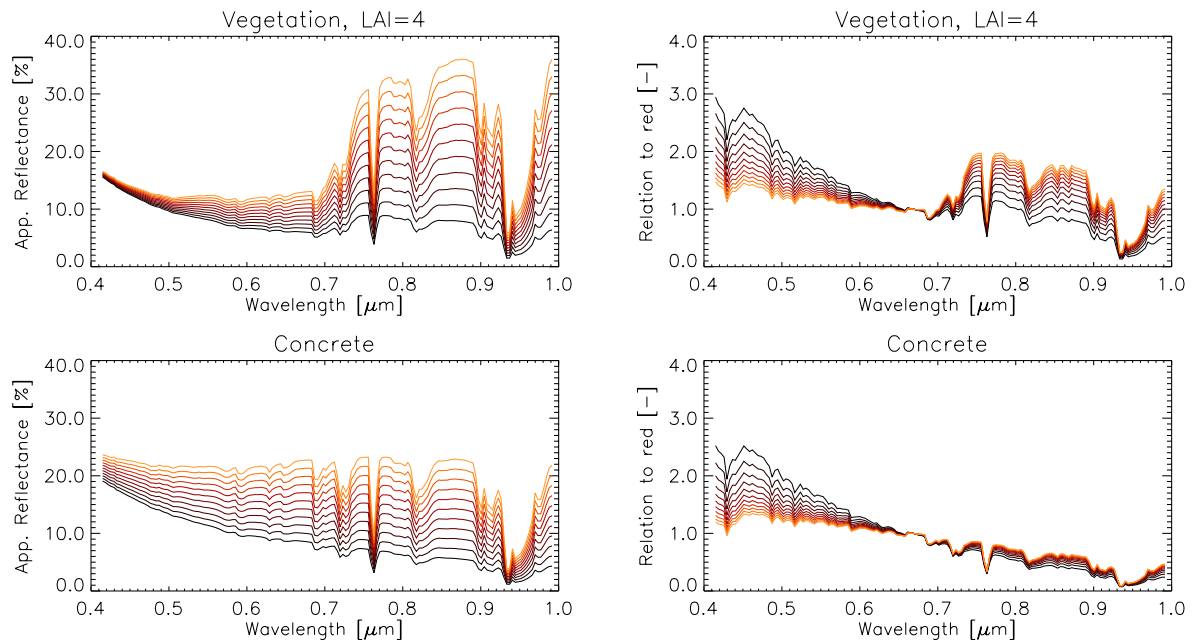 Vegetation, LAI=4
App. Reflectance [%]
40.0
30.0
20.0
10.0
0.0
0.4 0.5 0.6 0.7 0.8 0.9 1.0
Wavelength [μm]
Vegetation, LAI=4
Relation to red [-]
4.0
3.0
2.0
1.0
0.0
0.4 0.5 0.6 0.7 0.8 0.9 1.0
Wavelength [μm]
Concrete
App. Reflectance [%]
40.0
30.0
20.0
10.0
0.0
0.4 0.5 0.6 0.7 0.8 0.9 1.0
Wavelength [μm]
Concrete
Relation to red [-]
4.0
3.0
2.0
1.0
0.0
0.4 0.5 0.6 0.7 0.8 0.9 1.0
Wavelength [μm]